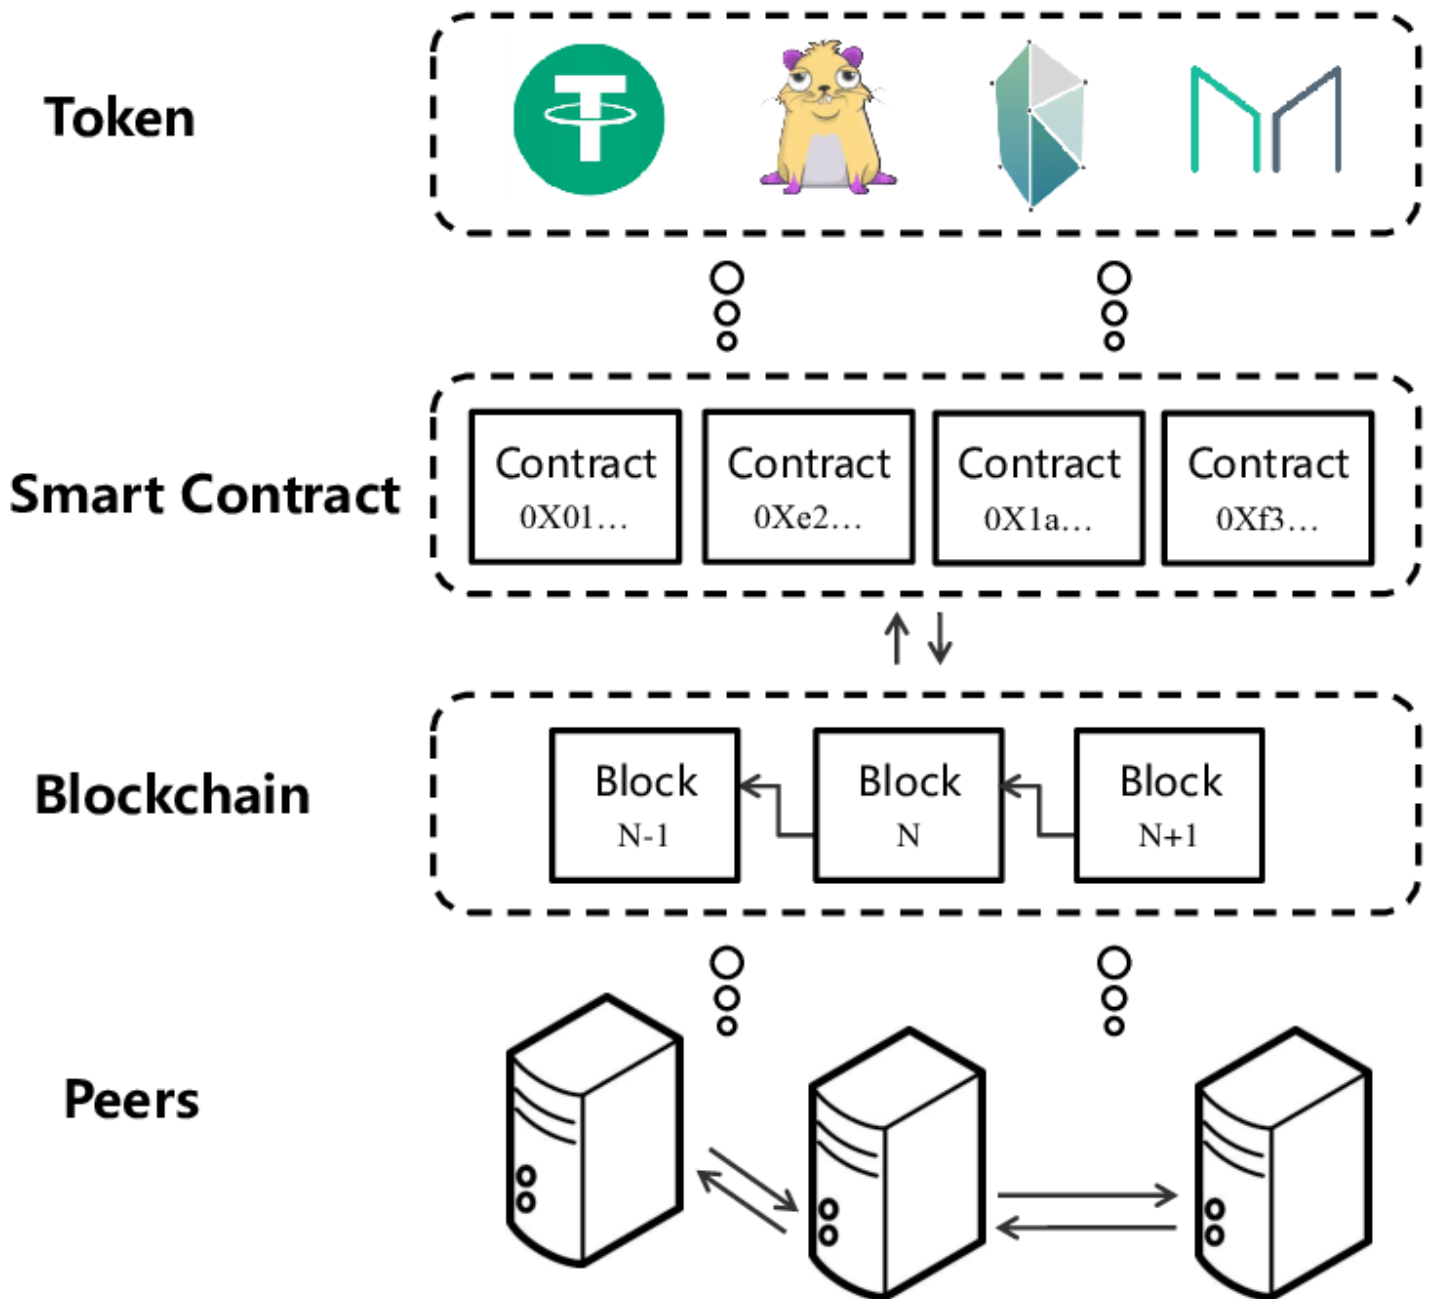 Token
Smart Contract
Contract
0X01...
Contract
0Xe2...
Contract
0X1a...
Contract
0Xf3...
Blockchain
Block
N-1
Block
N
Block
N+1
Peers